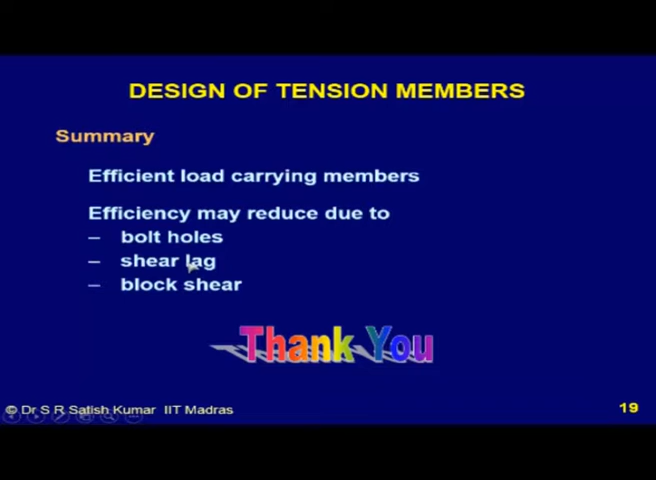 DESIGN OF TENSION MEMBERS
Summary
Efficient load carrying members
Efficiency may reduce due to
– bolt holes
– shear lag
– block shear
Thank You
© Dr S R Satish Kumar IIT Madras
19